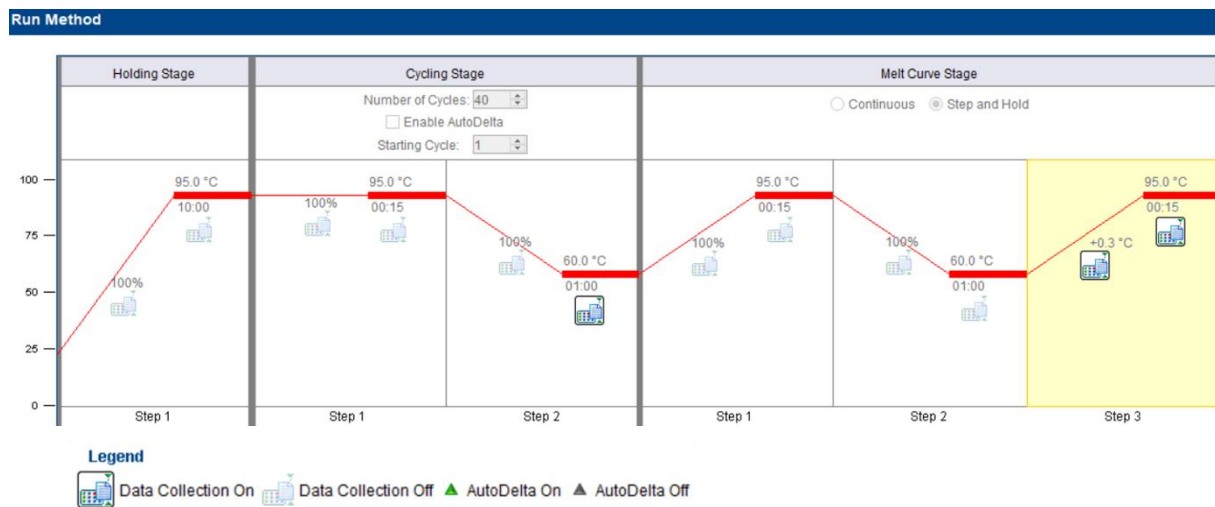 Run Method
Holding Stage Cycling Stage Melt Curve Stage
Number of Cycles: 40
Enable AutoDelta
Starting Cycle: 1
Continuous Step and Hold
100 75 50 25 0
95.0 °C
10:00
100%
Step 1
95.0 °C
100%
00:15
Step 1
100%
60.0 °C
01:00
Step 2
95.0 °C
00:15
100%
Step 1
100%
60.0 °C
01:00
Step 2
95.0 °C
00:15
+0.3 °C
Step 3
Legend
Data Collection On Data Collection Off AutoDelta On AutoDelta Off